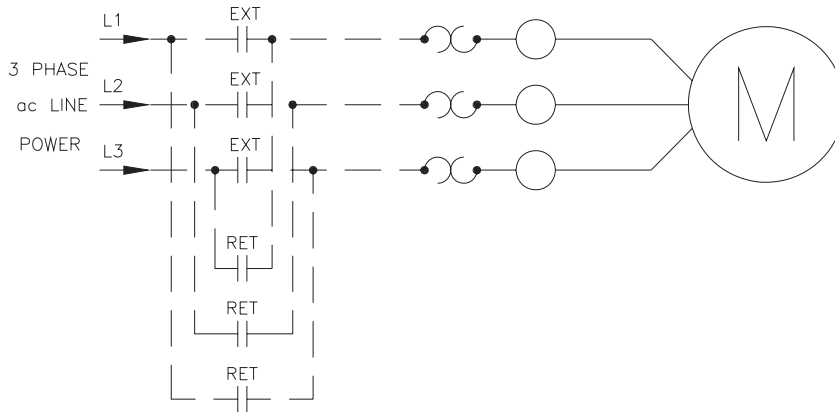 L1
EXT
3 PHASE
L2
EXT
ac LINE
L3
EXT
POWER
M
RET
RET
RET